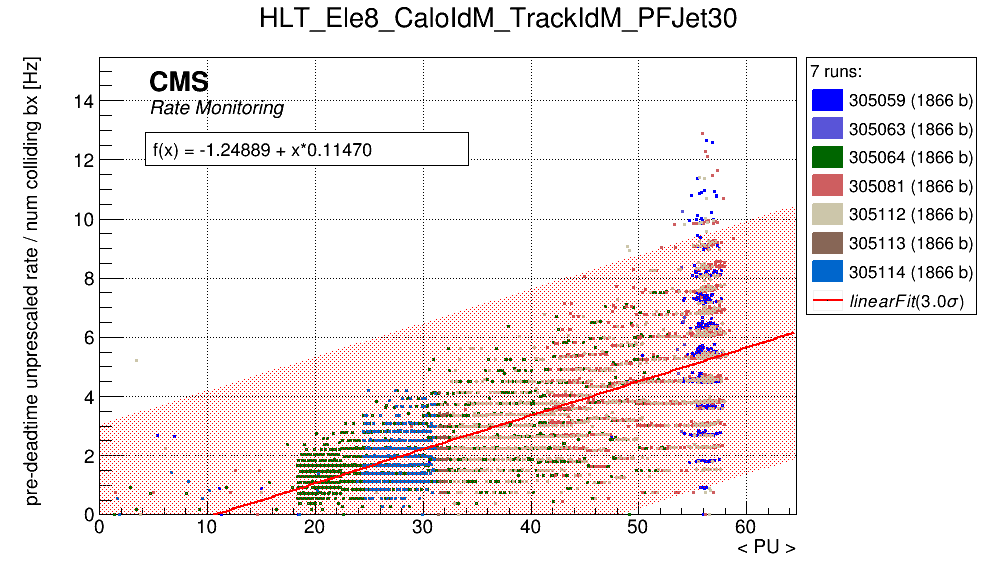 HLT_Ele8_CaloIdM_TrackIdM_PFJet30
pre-deadtime unprescaled rate / num colliding bx [Hz]
CMS
Rate Monitoring
f(x) = -1.24889 + x*0.11470
14
12
10
8
6
4
2
0
0 10 20 30 40 50 60
< PU >
7 runs:
305059 (1866 b)
305063 (1866 b)
305064 (1866 b)
305081 (1866 b)
305112 (1866 b)
305113 (1866 b)
305114 (1866 b)
linearFit(3.0σ)